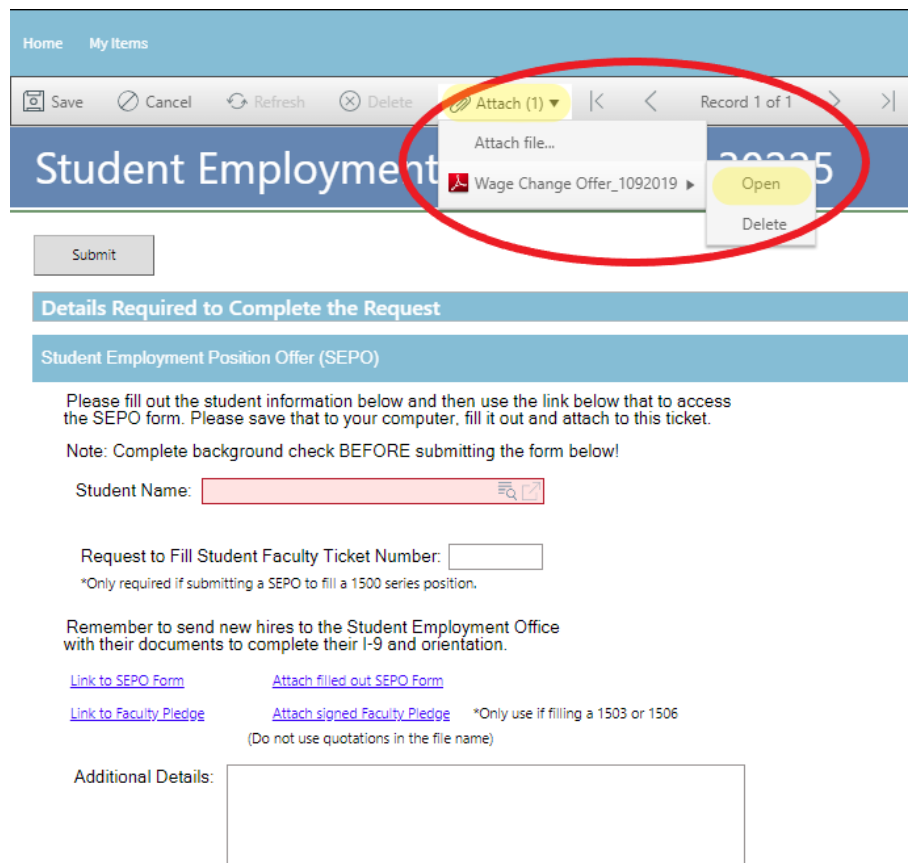 Home My Items
Save Cancel Refresh Delete Attach (1) Record 1 of 1
Attach file...
Student Employment 20225
Wage Change Offer_1092019 Open
Delete
Submit
Details Required to Complete the Request
Student Employment Position Offer (SEPO)
Please fill out the student information below and then use the link below that to access
the SEPO form. Please save that to your computer, fill it out and attach to this ticket.
Note: Complete background check BEFORE submitting the form below!
Student Name:
Request to Fill Student Faculty Ticket Number:
*Only required if submitting a SEPO to fill a 1500 series position.
Remember to send new hires to the Student Employment Office
with their documents to complete their I-9 and orientation.
Link to SEPO Form Attach filled out SEPO Form
Link to Faculty Pledge Attach signed Faculty Pledge *Only use if filling a 1503 or 1506
(Do not use quotations in the file name)
Additional Details: